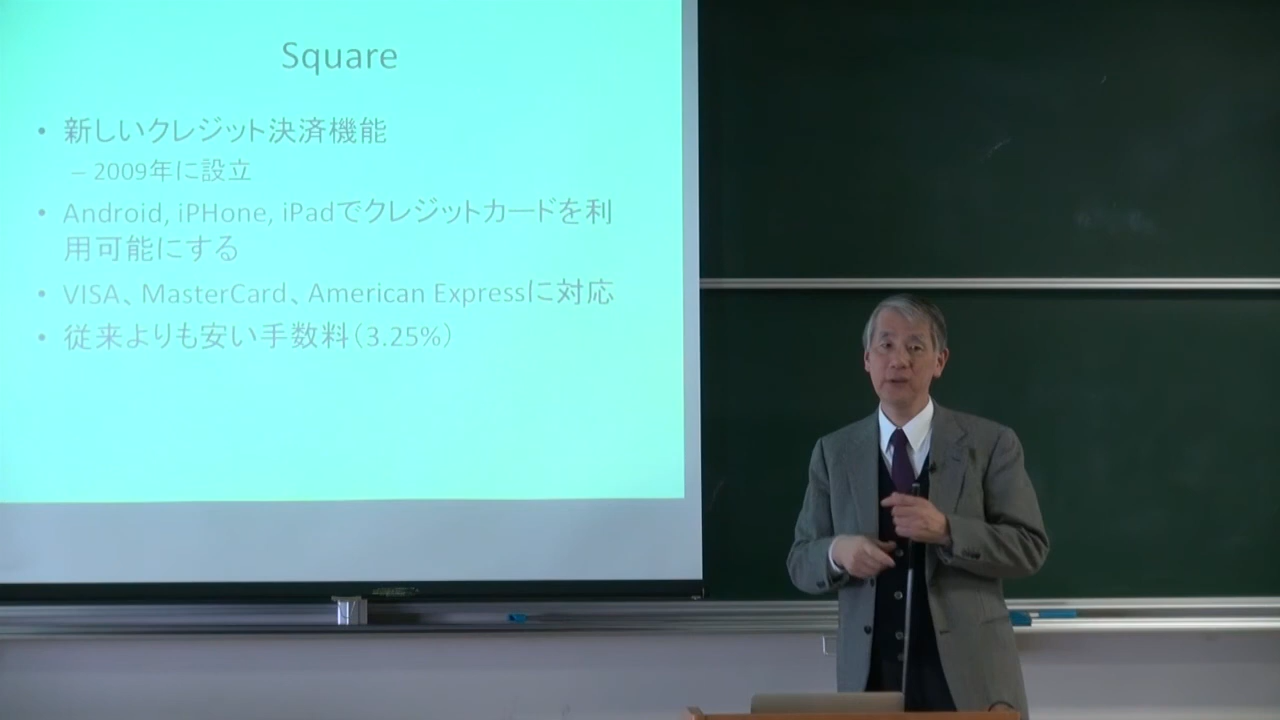 Square
• 新しいクレジット決済機能
– 2009年に設立
• Android, iPHone, iPadでクレジットカードを利
用可能にする
• VISA、MasterCard、American Expressに対応
• 従来よりも安い手数料（3.25%）